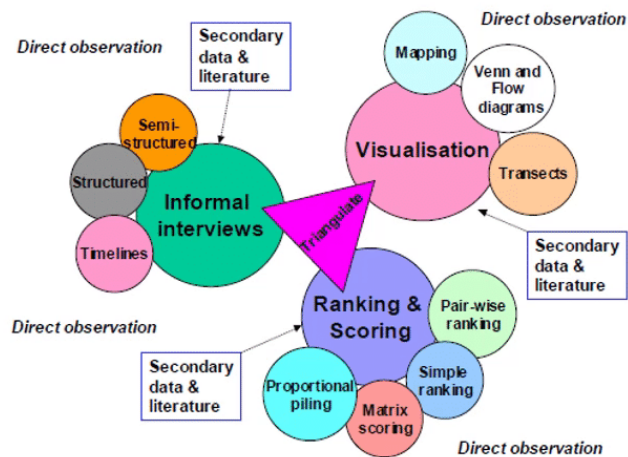 Direct observation
Direct observation
Secondary
data &
literature
Mapping
Venn and
Flow
diagrams
Semi-
structured
Visualisation
Structured
Transects
Informal
interviews
Triangulate
Timelines
Secondary
data &
literature
Direct observation
Ranking &
Scoring
Pair-wise
ranking
Secondary
data &
literature
Proportional
piling
Simple
ranking
Matrix
scoring
Direct observation